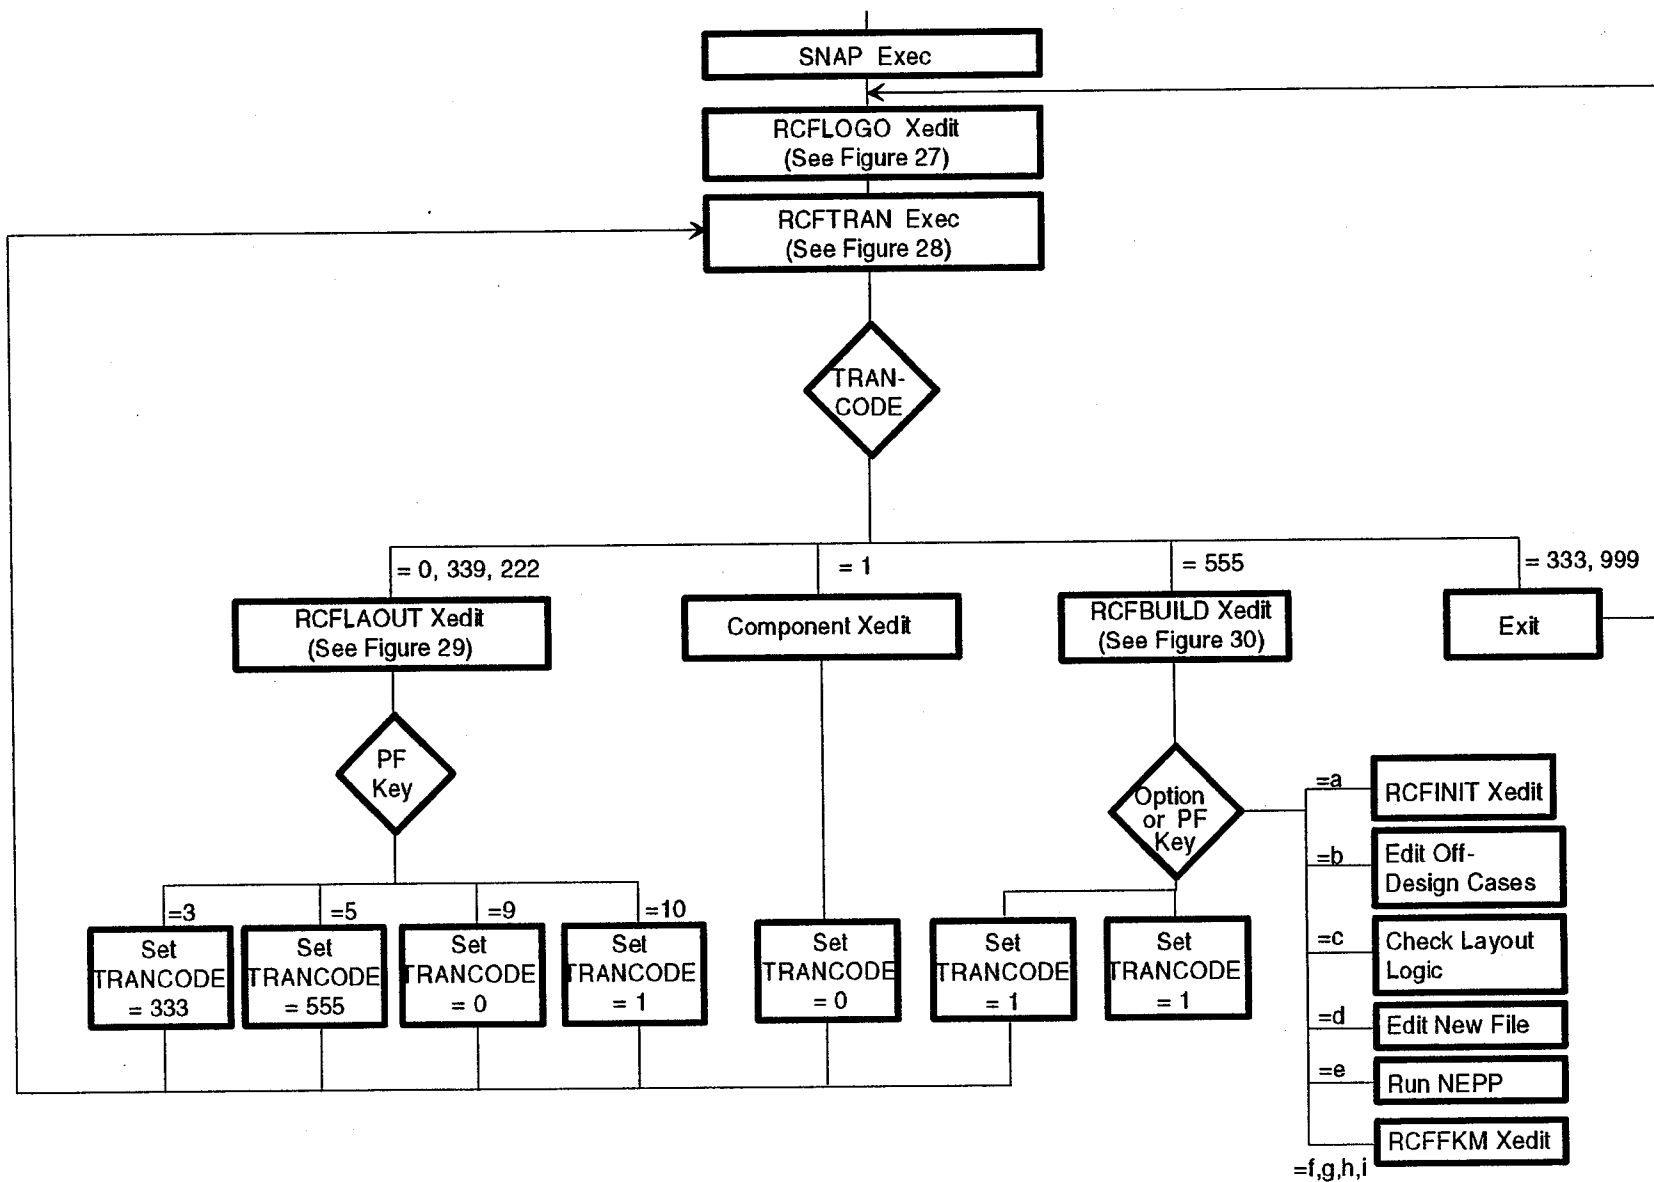 SNAP Exec
RCFLOGO Xedit
(See Figure 27)
RCFTRAN Exec
(See Figure 28)
TRAN-
CODE
= 0, 339, 222
= 1
= 555
= 333, 999
RCFLAOUT Xedit
(See Figure 29)
Component Xedit
RCFBUILD Xedit
(See Figure 30)
Exit
PF
Key
Option
or PF
Key
=a
RCFINIT Xedit
=b
Edit Off-
Design Cases
=c
Check Layout
Logic
=d
Edit New File
=e
Run NEPP
=f,g,h,i
RCFFKM Xedit
=3
Set
TRANCODE
= 333
=5
Set
TRANCODE
= 555
=9
Set
TRANCODE
= 0
=10
Set
TRANCODE
= 1
Set
TRANCODE
= 0
Set
TRANCODE
= 1
Set
TRANCODE
= 1